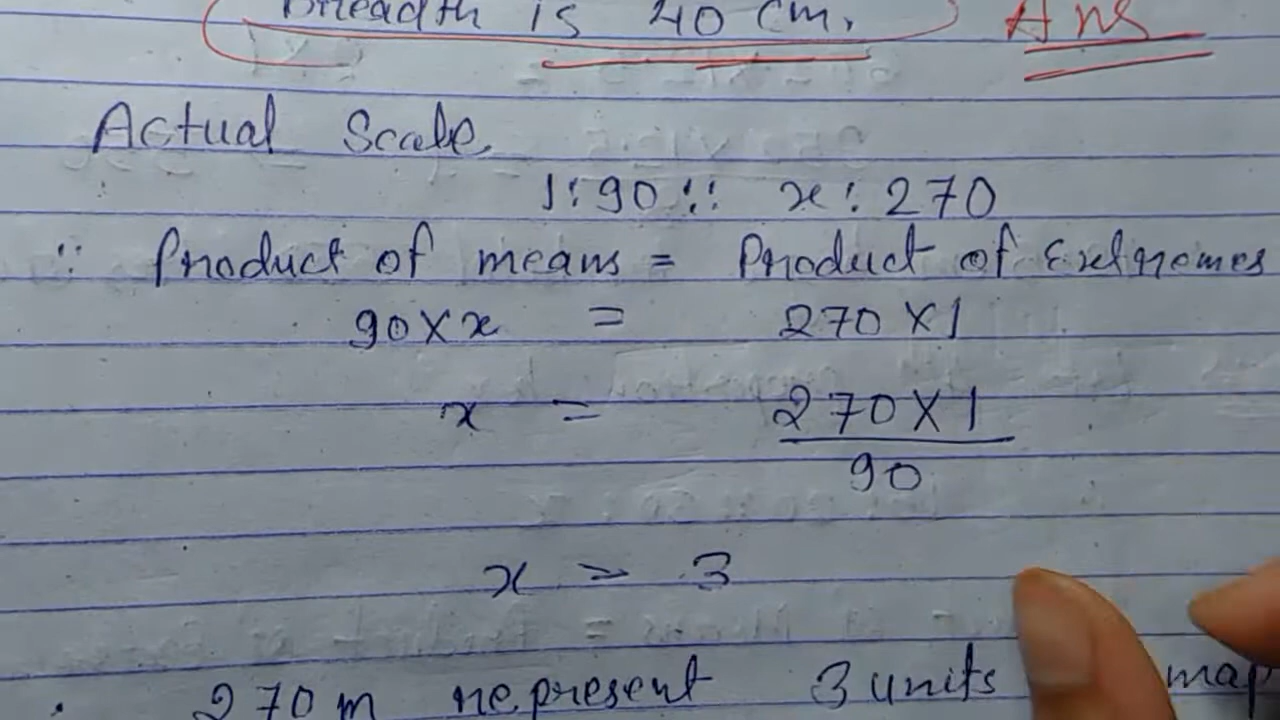 Breadth is 40 cm. Ans
Actual Scale
1:90 :: x : 270
∵ Product of means = Product of Extremes
90 × x = 270 × 1
x = 270 × 1
90
x = 3
270 m represent 3 units map